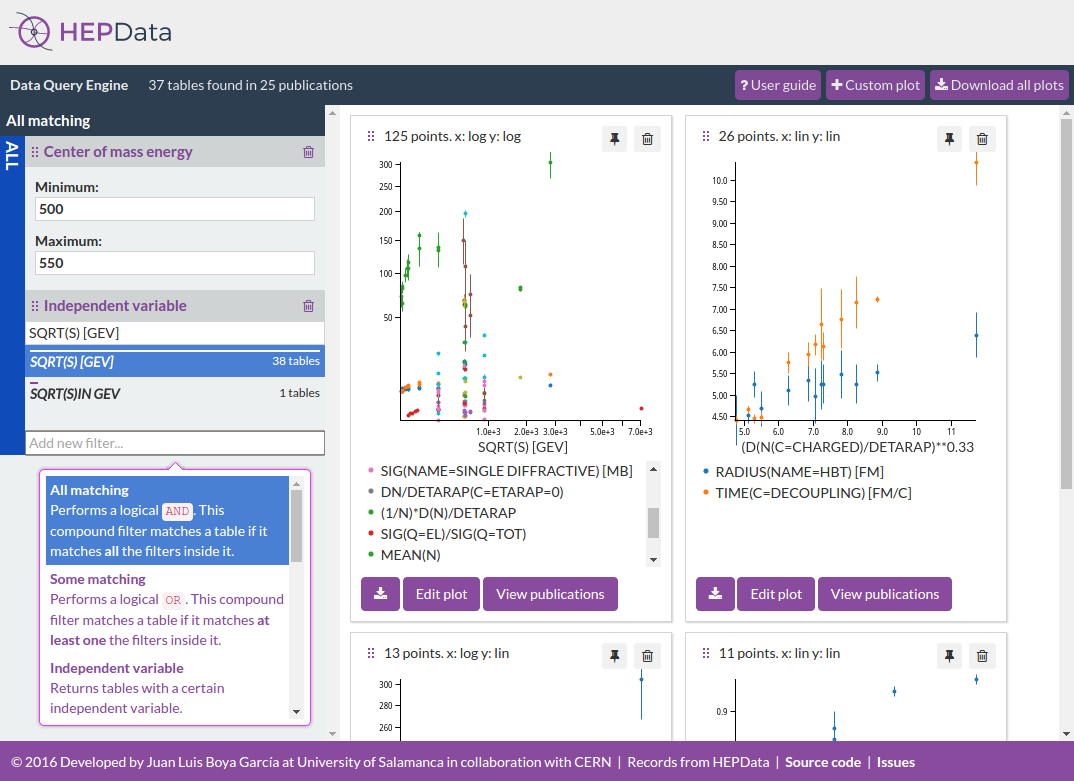 HEPData
Data Query Engine 37 tables found in 25 publications ? User guide Custom plot Download all plots
All matching
ALL
Center of mass energy
Minimum:
500
Maximum:
550
Independent variable
SQRT(S) [GEV]
SQRT(S) [GEV] 38 tables
SQRT(S)IN GEV 1 tables
Add new filter...
All matching
Performs a logical AND. This
compound filter matches a table if it
matches all the filters inside it.
Some matching
Performs a logical OR. This compound
filter matches a table if it matches at
least one the filters inside it.
Independent variable
Returns tables with a certain
independent variable.
125 points. x: log y: log
300
250
200
150
100
50
1.0e+3 2.0e+3 3.0e+3 5.0e+3 7.0e+3
SQRT(S) [GEV]
SIG(NAME=SINGLE DIFFRACTIVE) [MB]
DN/DETARAP(C=ETARAP=0)
(1/N)*D(N)/DETARAP
SIG(Q=EL)/SIG(Q=TOT)
MEAN(N)
Edit plot View publications
26 points. x: lin y: lin
10.0
9.50
9.00
8.50
8.00
7.50
7.00
6.50
6.00
5.50
5.00
4.50
5.0 6.0 7.0 8.0 9.0 10 11
(D(N(C=CHARGED)/DETARAP)**0.33
RADIUS(NAME=HBT) [FM]
TIME(C=DECOUPLING) [FM/C]
Edit plot View publications
13 points. x: log y: lin
300
280
260
11 points. x: lin y: lin
0.9
© 2016 Developed by Juan Luis Boya García at University of Salamanca in collaboration with CERN | Records from HEPData | Source code | Issues